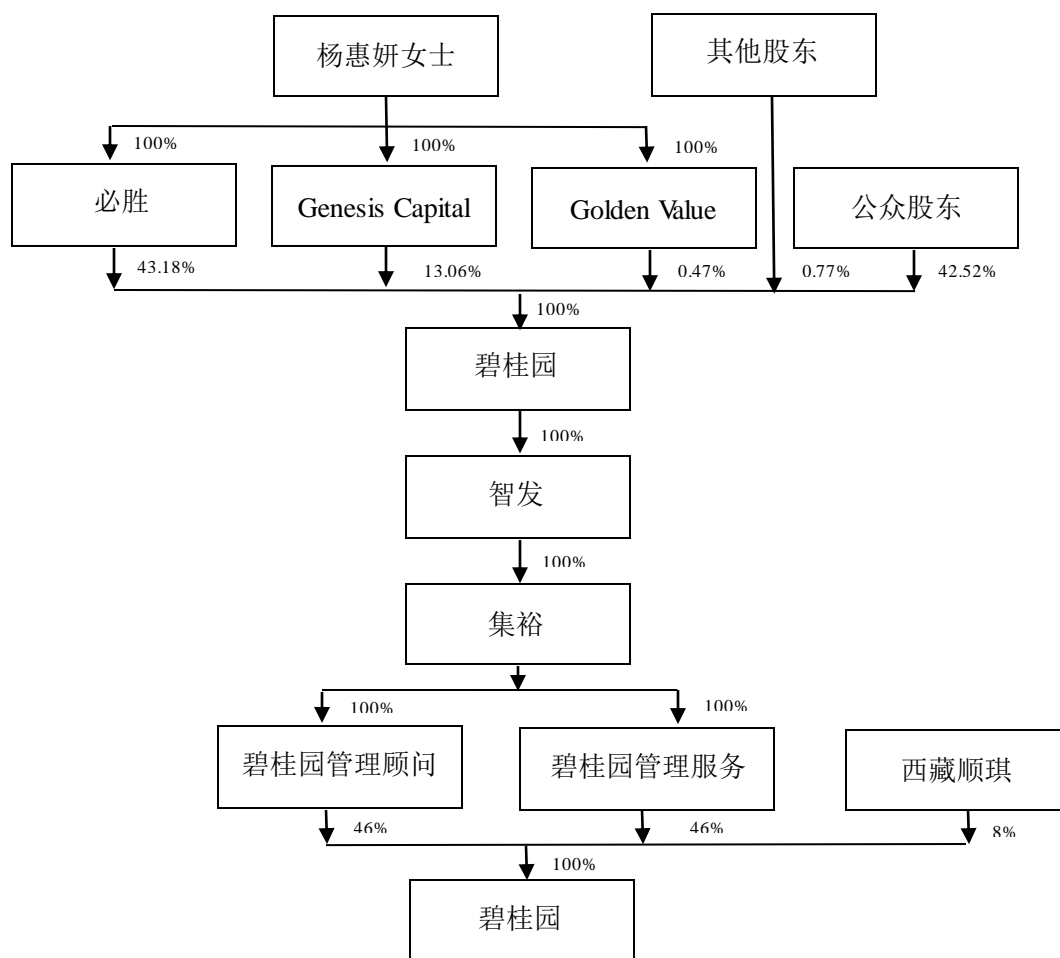 杨惠妍女士
其他股东
100%
100%
100%
必胜
Genesis Capital
Golden Value
公众股东
43.18%
13.06%
0.47%
0.77%
42.52%
100%
碧桂园
100%
智发
100%
集裕
100%
100%
碧桂园管理顾问
碧桂园管理服务
西藏顺琪
46%
46%
8%
100%
碧桂园